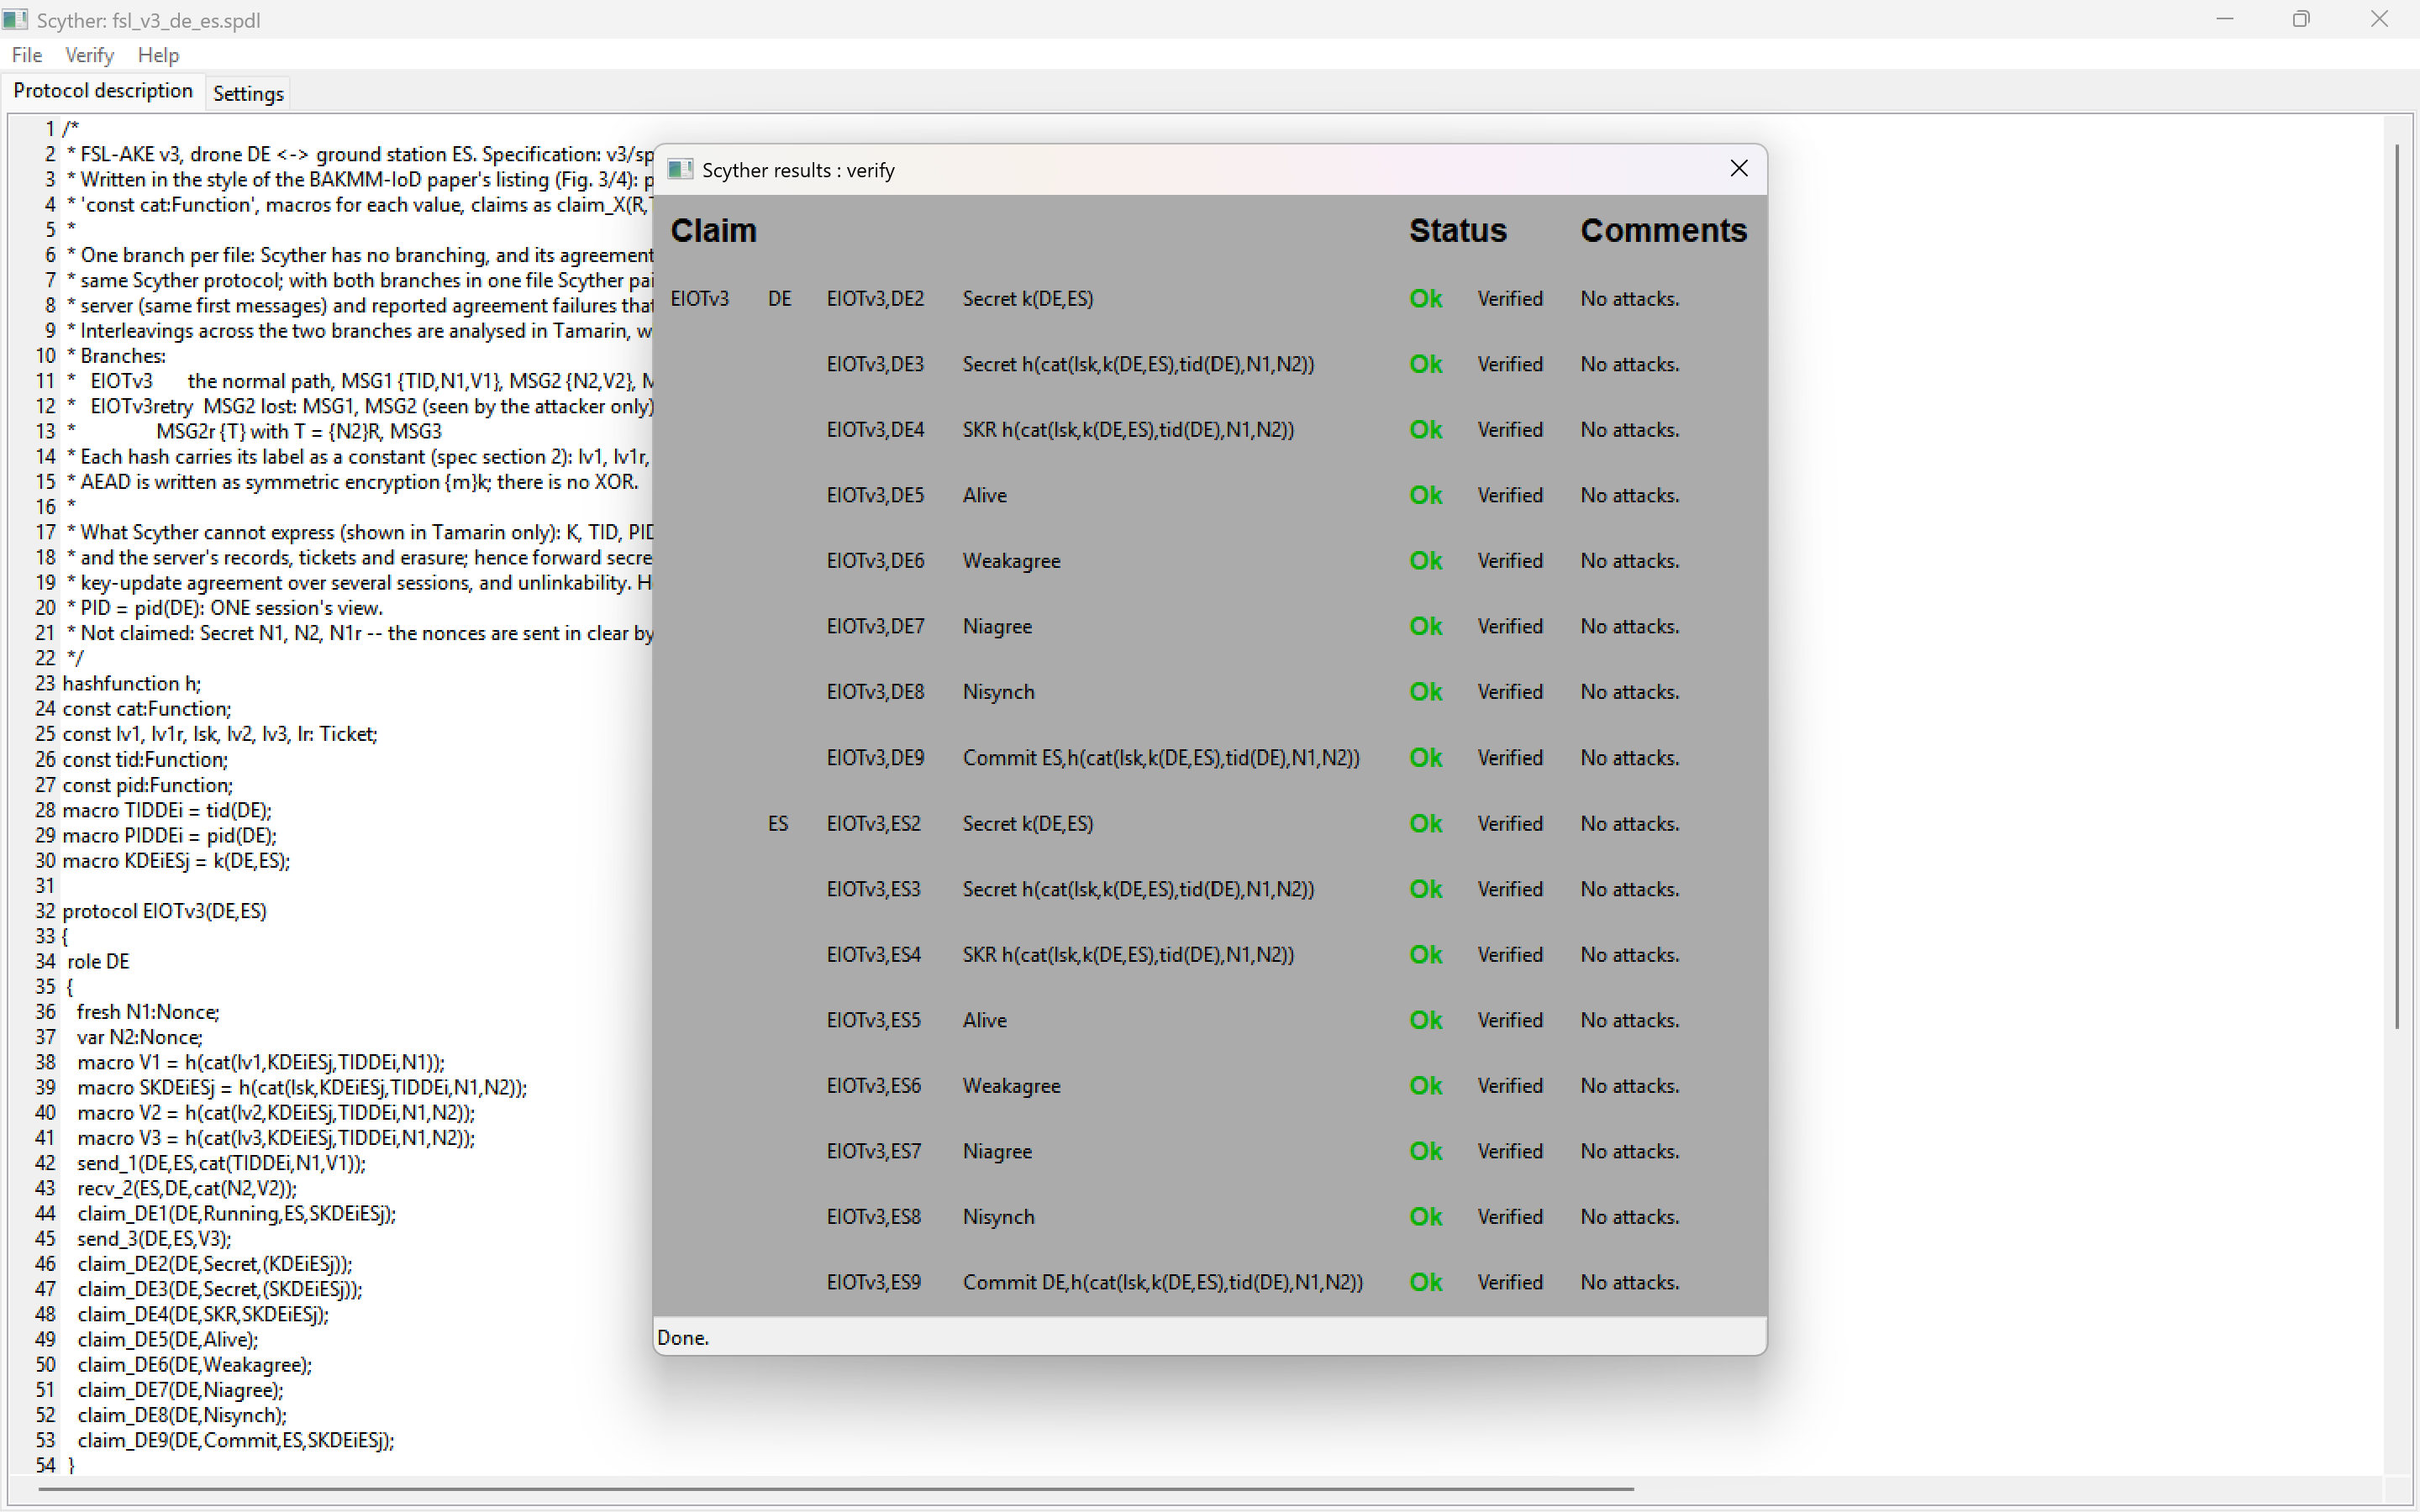 Scyther: fsl_v3_de_es.spdl
File Verify Help
Protocol description Settings
1 /*
2 * FSL-AKE v3, drone DE <-> ground station ES. Specification: v3/sp
3 * Written in the style of the BAKMM-IoD paper's listing (Fig. 3/4): p
4 * 'const cat:Function', macros for each value, claims as claim_X(R,
5 *
6 * One branch per file: Scyther has no branching, and its agreement
7 * same Scyther protocol; with both branches in one file Scyther pai
8 * server (same first messages) and reported agreement failures that
9 * Interleavings across the two branches are analysed in Tamarin, w
10 * Branches:
11 * EIOTv3 the normal path, MSG1 {TID,N1,V1}, MSG2 {N2,V2}, M
12 * EIOTv3retry MSG2 lost: MSG1, MSG2 (seen by the attacker only)
13 * MSG2r {T} with T = {N2}R, MSG3
14 * Each hash carries its label as a constant (spec section 2): lv1, lv1r,
15 * AEAD is written as symmetric encryption {m}k; there is no XOR.
16 *
17 * What Scyther cannot express (shown in Tamarin only): K, TID, PID
18 * and the server's records, tickets and erasure; hence forward secre
19 * key-update agreement over several sessions, and unlinkability. H
20 * PID = pid(DE): ONE session's view.
21 * Not claimed: Secret N1, N2, N1r -- the nonces are sent in clear by
22 */
23 hashfunction h;
24 const cat:Function;
25 const lv1, lv1r, lsk, lv2, lv3, lr: Ticket;
26 const tid:Function;
27 const pid:Function;
28 macro TIDDEi = tid(DE);
29 macro PIDDEi = pid(DE);
30 macro KDEiESj = k(DE,ES);
31
32 protocol EIOTv3(DE,ES)
33 {
34 role DE
35 {
36 fresh N1:Nonce;
37 var N2:Nonce;
38 macro V1 = h(cat(lv1,KDEiESj,TIDDEi,N1));
39 macro SKDEiESj = h(cat(lsk,KDEiESj,TIDDEi,N1,N2));
40 macro V2 = h(cat(lv2,KDEiESj,TIDDEi,N1,N2));
41 macro V3 = h(cat(lv3,KDEiESj,TIDDEi,N1,N2));
42 send_1(DE,ES,cat(TIDDEi,N1,V1));
43 recv_2(ES,DE,cat(N2,V2));
44 claim_DE1(DE,Running,ES,SKDEiESj);
45 send_3(DE,ES,V3);
46 claim_DE2(DE,Secret,(KDEiESj));
47 claim_DE3(DE,Secret,(SKDEiESj));
48 claim_DE4(DE,SKR,SKDEiESj);
49 claim_DE5(DE,Alive);
50 claim_DE6(DE,Weakagree);
51 claim_DE7(DE,Niagree);
52 claim_DE8(DE,Nisynch);
53 claim_DE9(DE,Commit,ES,SKDEiESj);
54 }
Scyther results : verify
Claim Status Comments
EIOTv3 DE EIOTv3,DE2 Secret k(DE,ES) Ok Verified No attacks.
EIOTv3,DE3 Secret h(cat(lsk,k(DE,ES),tid(DE),N1,N2)) Ok Verified No attacks.
EIOTv3,DE4 SKR h(cat(lsk,k(DE,ES),tid(DE),N1,N2)) Ok Verified No attacks.
EIOTv3,DE5 Alive Ok Verified No attacks.
EIOTv3,DE6 Weakagree Ok Verified No attacks.
EIOTv3,DE7 Niagree Ok Verified No attacks.
EIOTv3,DE8 Nisynch Ok Verified No attacks.
EIOTv3,DE9 Commit ES,h(cat(lsk,k(DE,ES),tid(DE),N1,N2)) Ok Verified No attacks.
ES EIOTv3,ES2 Secret k(DE,ES) Ok Verified No attacks.
EIOTv3,ES3 Secret h(cat(lsk,k(DE,ES),tid(DE),N1,N2)) Ok Verified No attacks.
EIOTv3,ES4 SKR h(cat(lsk,k(DE,ES),tid(DE),N1,N2)) Ok Verified No attacks.
EIOTv3,ES5 Alive Ok Verified No attacks.
EIOTv3,ES6 Weakagree Ok Verified No attacks.
EIOTv3,ES7 Niagree Ok Verified No attacks.
EIOTv3,ES8 Nisynch Ok Verified No attacks.
EIOTv3,ES9 Commit DE,h(cat(lsk,k(DE,ES),tid(DE),N1,N2)) Ok Verified No attacks.
Done.